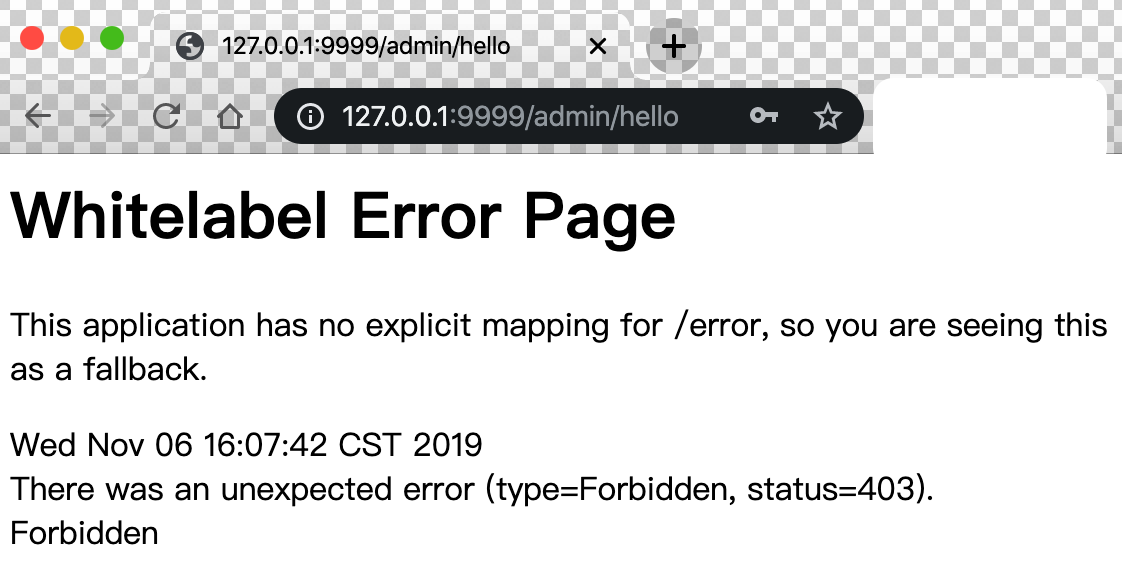 127.0.0.1:9999/admin/hello
127.0.0.1:9999/admin/hello
Whitelabel Error Page
This application has no explicit mapping for /error, so you are seeing this
as a fallback.
Wed Nov 06 16:07:42 CST 2019
There was an unexpected error (type=Forbidden, status=403).
Forbidden